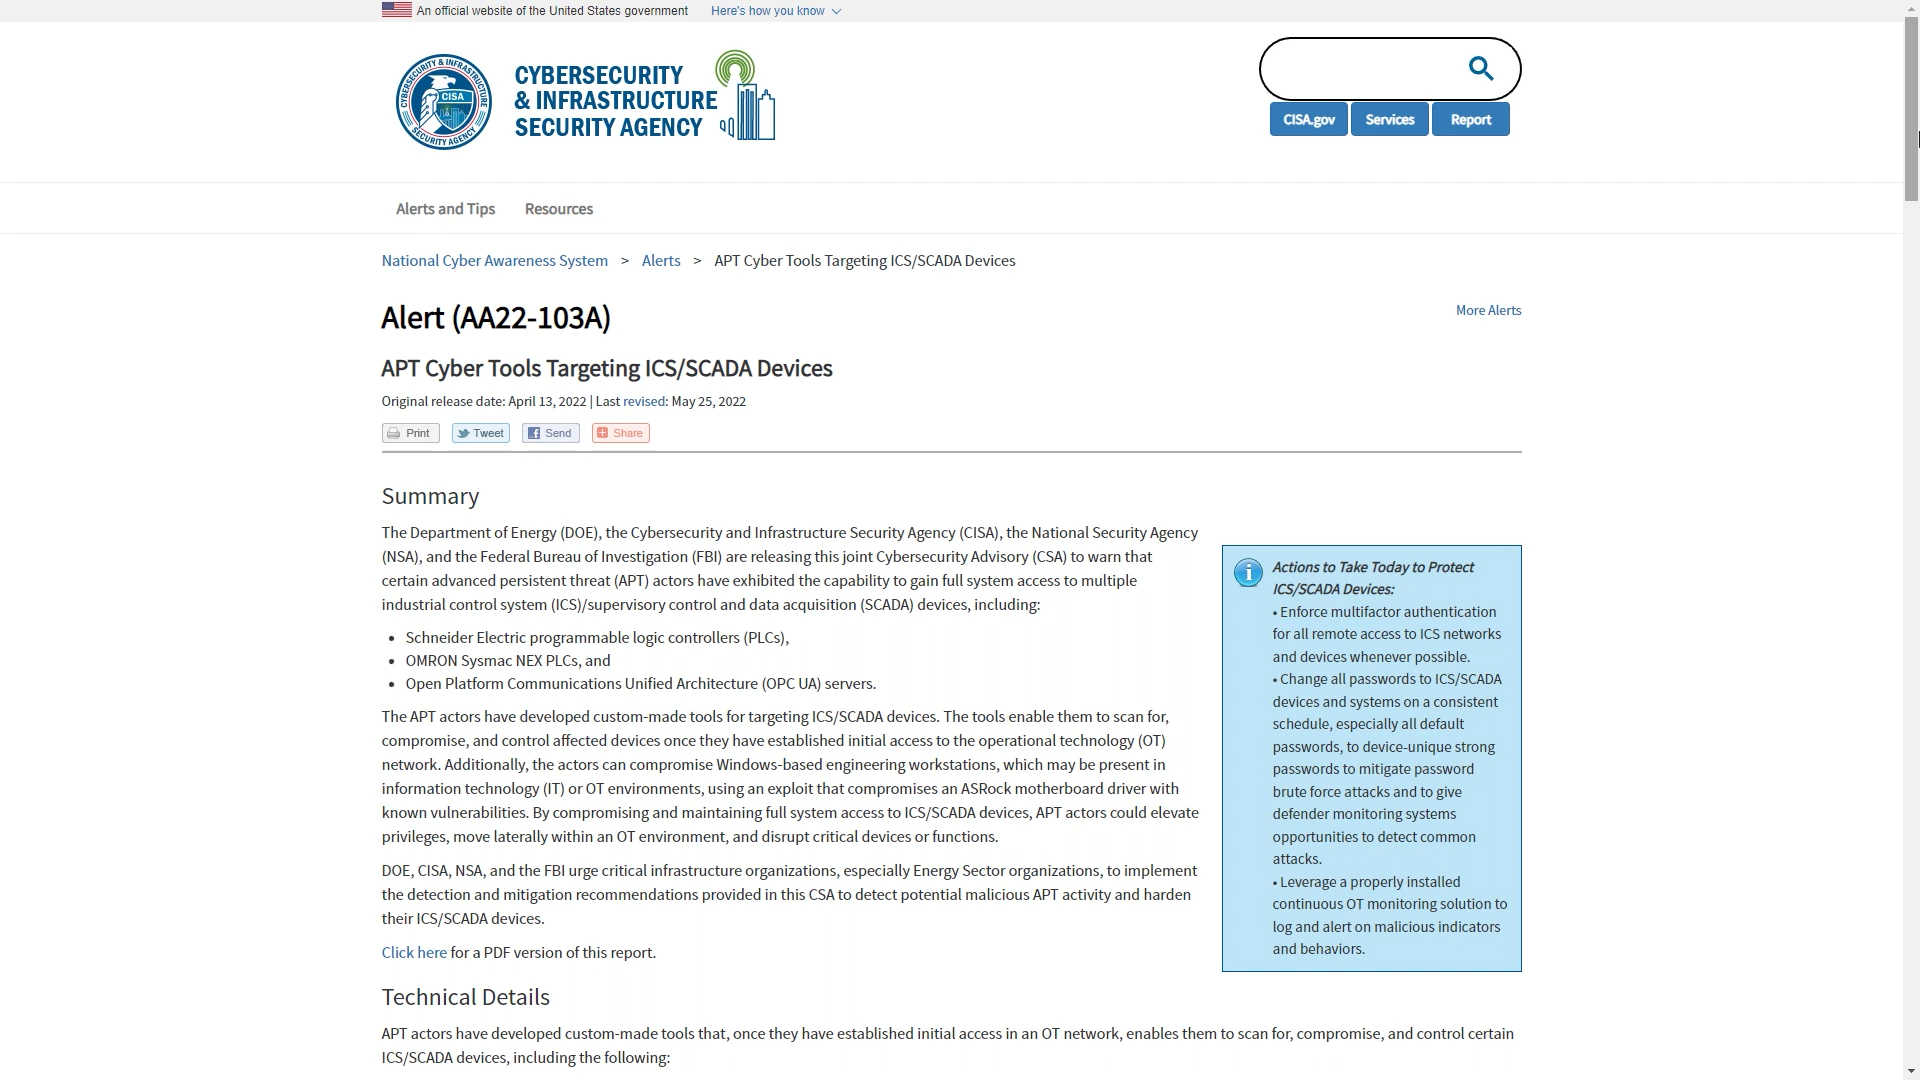 An official website of the United States government Here's how you know
CYBERSECURITY & INFRASTRUCTURE
CISA
SECURITY AGENCY
CYBERSECURITY
& INFRASTRUCTURE
SECURITY AGENCY
CISA.gov Services Report
Alerts and Tips Resources
National Cyber Awareness System > Alerts > APT Cyber Tools Targeting ICS/SCADA Devices
Alert (AA22-103A)
More Alerts
APT Cyber Tools Targeting ICS/SCADA Devices
Original release date: April 13, 2022 | Last revised: May 25, 2022
Print Tweet Send Share
Summary
The Department of Energy (DOE), the Cybersecurity and Infrastructure Security Agency (CISA), the National Security Agency
(NSA), and the Federal Bureau of Investigation (FBI) are releasing this joint Cybersecurity Advisory (CSA) to warn that
certain advanced persistent threat (APT) actors have exhibited the capability to gain full system access to multiple
industrial control system (ICS)/supervisory control and data acquisition (SCADA) devices, including:
• Schneider Electric programmable logic controllers (PLCs),
• OMRON Sysmac NEX PLCs, and
• Open Platform Communications Unified Architecture (OPC UA) servers.
The APT actors have developed custom-made tools for targeting ICS/SCADA devices. The tools enable them to scan for,
compromise, and control affected devices once they have established initial access to the operational technology (OT)
network. Additionally, the actors can compromise Windows-based engineering workstations, which may be present in
information technology (IT) or OT environments, using an exploit that compromises an ASRock motherboard driver with
known vulnerabilities. By compromising and maintaining full system access to ICS/SCADA devices, APT actors could elevate
privileges, move laterally within an OT environment, and disrupt critical devices or functions.
DOE, CISA, NSA, and the FBI urge critical infrastructure organizations, especially Energy Sector organizations, to implement
the detection and mitigation recommendations provided in this CSA to detect potential malicious APT activity and harden
their ICS/SCADA devices.
Click here for a PDF version of this report.
Actions to Take Today to Protect
ICS/SCADA Devices:
• Enforce multifactor authentication
for all remote access to ICS networks
and devices whenever possible.
• Change all passwords to ICS/SCADA
devices and systems on a consistent
schedule, especially all default
passwords, to device-unique strong
passwords to mitigate password
brute force attacks and to give
defender monitoring systems
opportunities to detect common
attacks.
• Leverage a properly installed
continuous OT monitoring solution to
log and alert on malicious indicators
and behaviors.
Technical Details
APT actors have developed custom-made tools that, once they have established initial access in an OT network, enables them to scan for, compromise, and control certain
ICS/SCADA devices, including the following: